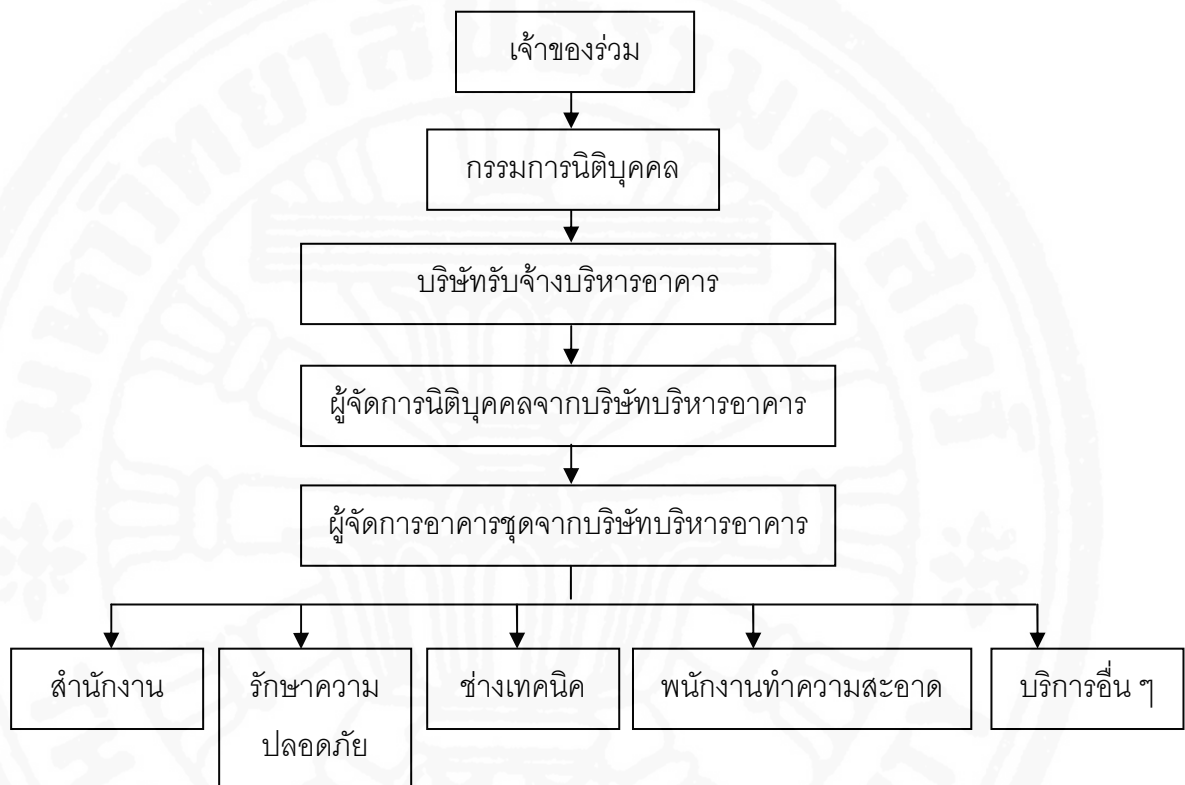 เจ้าของร่วม
กรรมการนิติบุคคล
บริษัทรับจ้างบริหารอาคาร
ผู้จัดการนิติบุคคลจากบริษัทบริหารอาคาร
ผู้จัดการอาคารชุดจากบริษัทบริหารอาคาร
สำนักงาน
รักษาความ
ปลอดภัย
ช่างเทคนิค
พนักงานทำความสะอาด
บริการอื่น ๆ